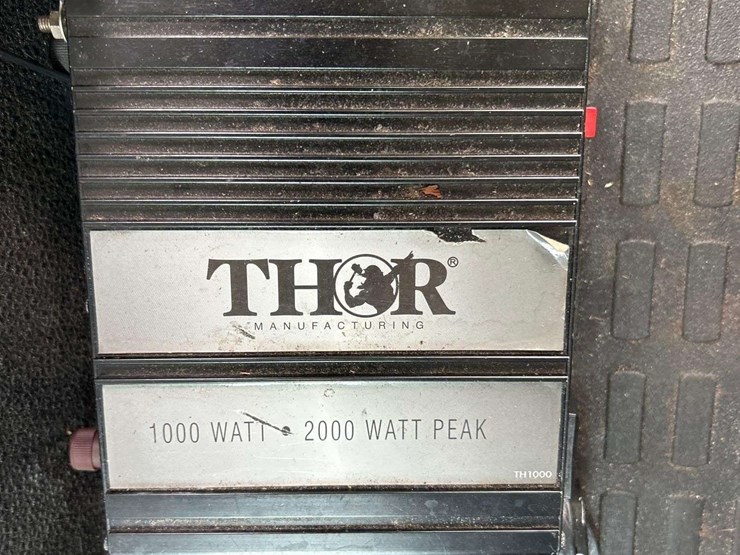 THOR®
MANUFACTURING
1000 WATT • 2000 WATT PEAK
TH1000